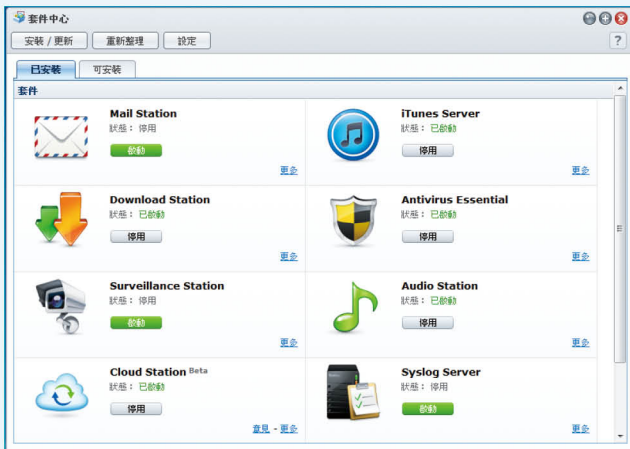 套件中心
安裝 / 更新 重新整理 設定 ?
已安裝 可安裝
套件
Mail Station
狀態： 停用
啟動
更多
iTunes Server
狀態： 已啟動
停用
更多
Download Station
狀態： 已啟動
停用
更多
Antivirus Essential
狀態： 已啟動
停用
更多
Surveillance Station
狀態： 停用
啟動
更多
Audio Station
狀態： 已啟動
停用
更多
Cloud Station Beta
狀態： 已啟動
停用
意見 - 更多
Syslog Server
狀態： 停用
啟動
更多